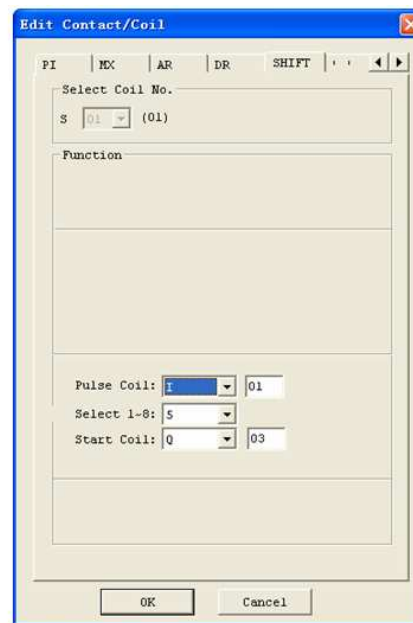 Edit Contact/Coil
PI MX AR DR SHIFT
Select Coil No.
S 01 (01)
Function
Pulse Coil: I 01
Select 1~8: 5
Start Coil: Q 03
OK Cancel